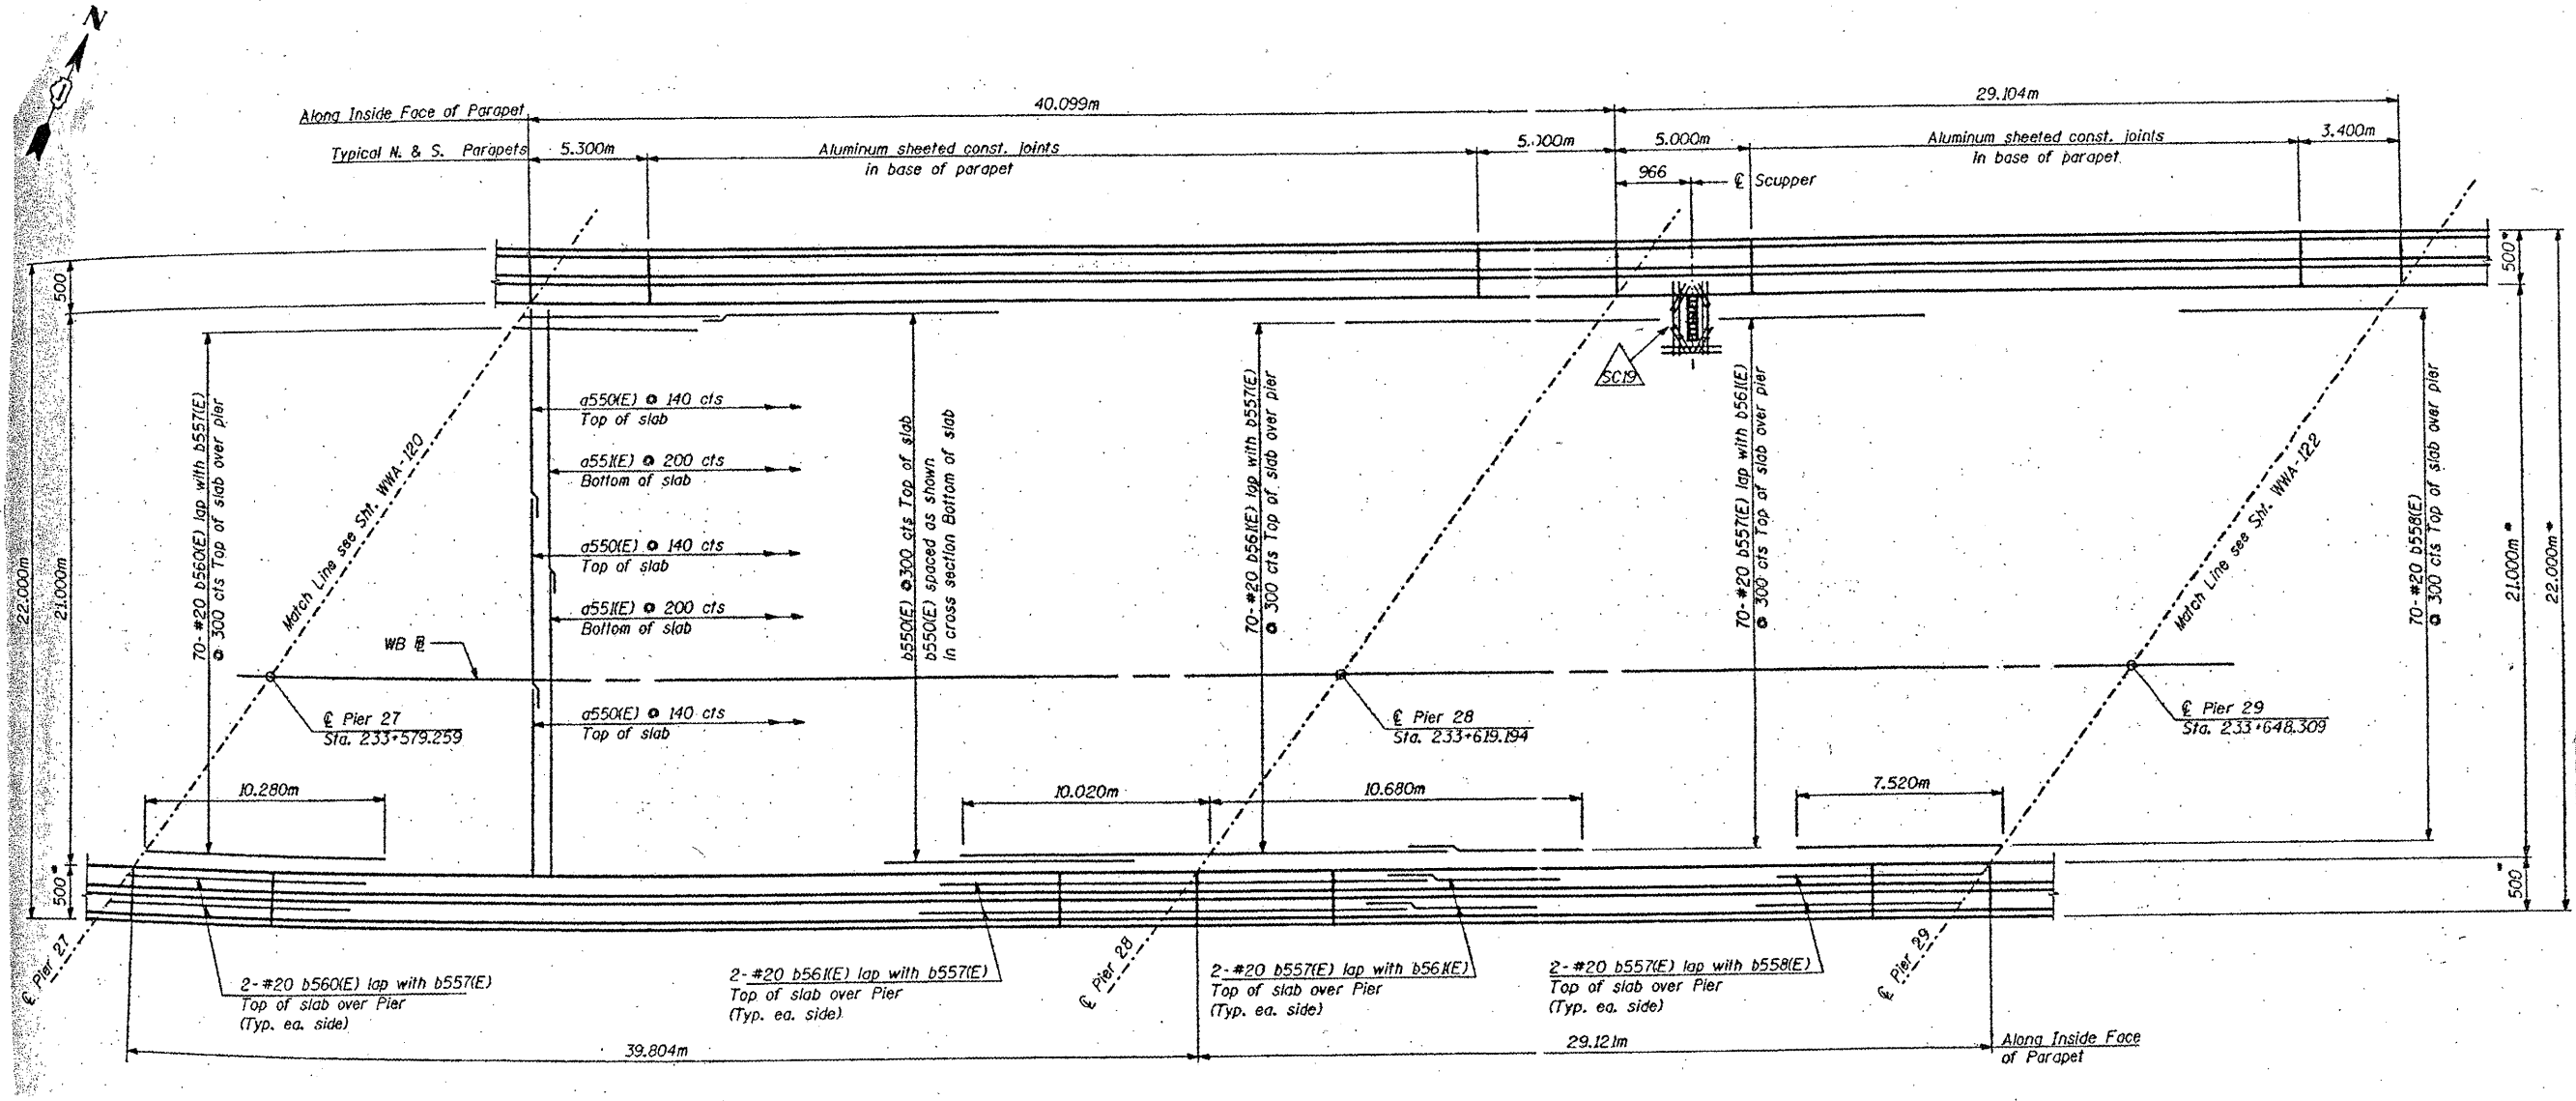 N
Along Inside Face of Parapet
40.099m
29.104m
Typical N. & S. Parapets
5.300m
Aluminum sheeted const. joints
in base of parapet
5.000m
5.000m
Aluminum sheeted const. joints
in base of parapet
3.400m
966
℄ Scupper
500
500*
22.000m
21.000m
500*
70-#20 b560(E) lap with b557(E)
@ 300 cts Top of slab over pier
Match Line see Sht. WWA-120
a550(E) @ 140 cts
Top of slab
a551(E) @ 200 cts
Bottom of slab
a550(E) @ 140 cts
Top of slab
a551(E) @ 200 cts
Bottom of slab
a550(E) @ 140 cts
Top of slab
b550(E) @ 300 cts Top of slab
b550(E) spaced as shown
in cross section Bottom of slab
70-#20 b561(E) lap with b557(E)
@ 300 cts Top of slab over pier
SC19
70-#20 b557(E) lap with b561(E)
@ 300 cts Top of slab over pier
Match Line see Sht. WWA-122
70-#20 b558(E)
@ 300 cts Top of slab over pier
21.000m*
22.000m*
500*
WB ⅊
℄ Pier 27
Sta. 233+579.259
℄ Pier 28
Sta. 233+619.194
℄ Pier 29
Sta. 233+648.309
10.280m
10.020m
10.680m
7.520m
℄ Pier 27
℄ Pier 28
℄ Pier 29
2-#20 b560(E) lap with b557(E)
Top of slab over Pier
(Typ. ea. side)
2-#20 b561(E) lap with b557(E)
Top of slab over Pier
(Typ. ea. side)
2-#20 b557(E) lap with b561(E)
Top of slab over Pier
(Typ. ea. side)
2-#20 b557(E) lap with b558(E)
Top of slab over Pier
(Typ. ea. side)
39.804m
29.121m
Along Inside Face
of Parapet